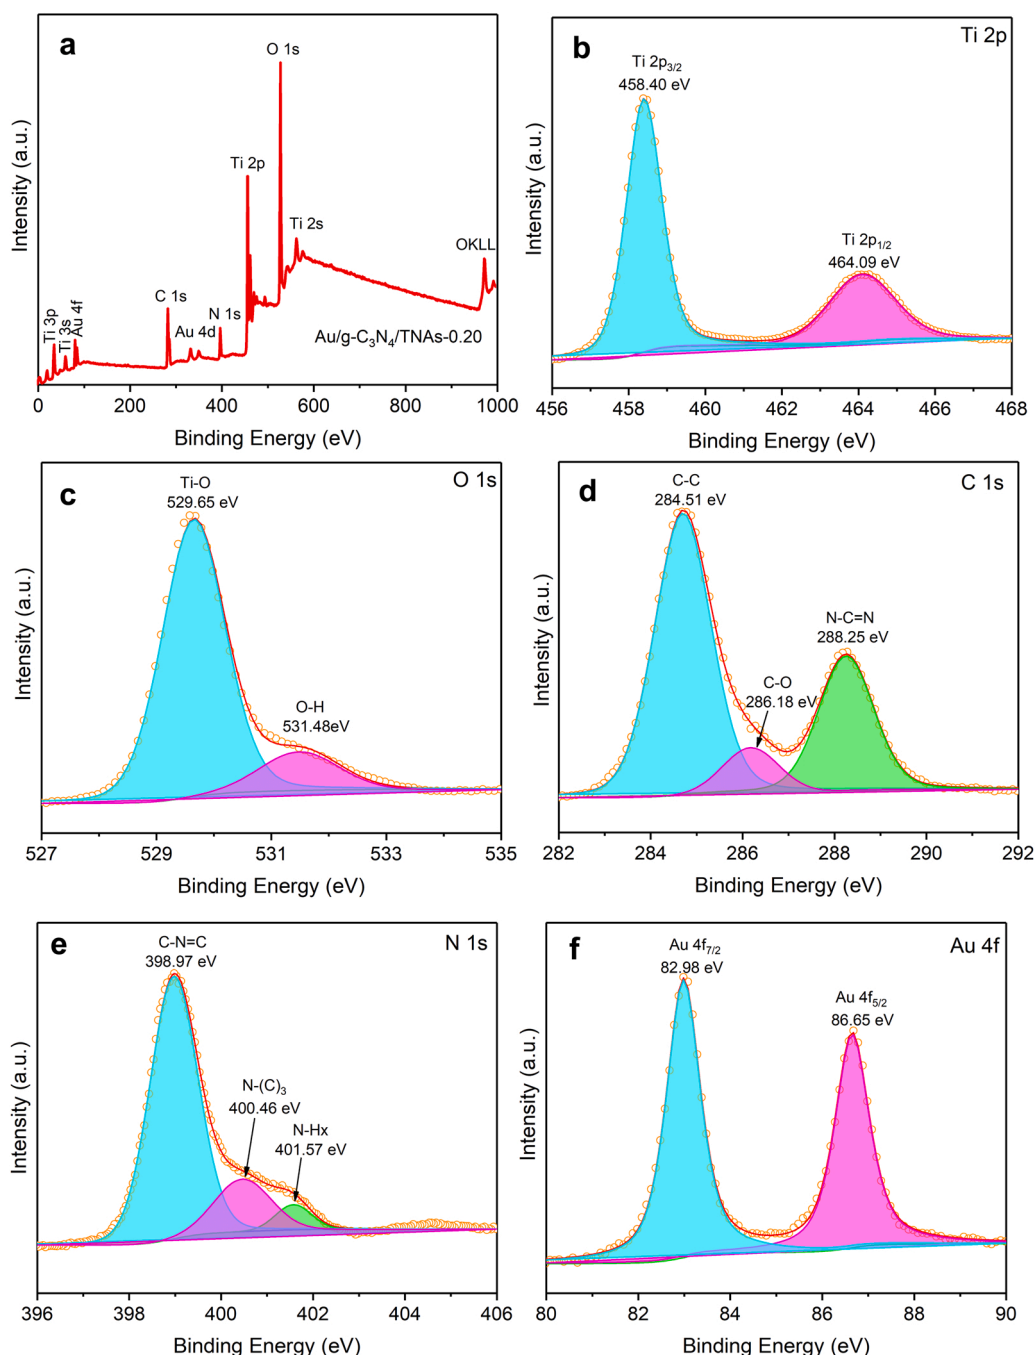 a
O 1s
Ti 2p
Ti 2s
OKLL
C 1s
N 1s
Au 4d
Ti 3p
Ti 3s
Au 4f
Au/g-C₃N₄/TNAs-0.20
Intensity (a.u.)
0 200 400 600 800 1000
Binding Energy (eV)
b
Ti 2p
Ti 2p₃/₂
458.40 eV
Ti 2p₁/₂
464.09 eV
Intensity (a.u.)
456 458 460 462 464 466 468
Binding Energy (eV)
c
O 1s
Ti-O
529.65 eV
O-H
531.48eV
Intensity (a.u.)
527 529 531 533 535
Binding Energy (eV)
d
C 1s
C-C
284.51 eV
N-C=N
288.25 eV
C-O
286.18 eV
Intensity (a.u.)
282 284 286 288 290 292
Binding Energy (eV)
e
N 1s
C-N=C
398.97 eV
N-(C)₃
400.46 eV
N-Hx
401.57 eV
Intensity (a.u.)
396 398 400 402 404 406
Binding Energy (eV)
f
Au 4f
Au 4f₇/₂
82.98 eV
Au 4f₅/₂
86.65 eV
Intensity (a.u.)
80 82 84 86 88 90
Binding Energy (eV)